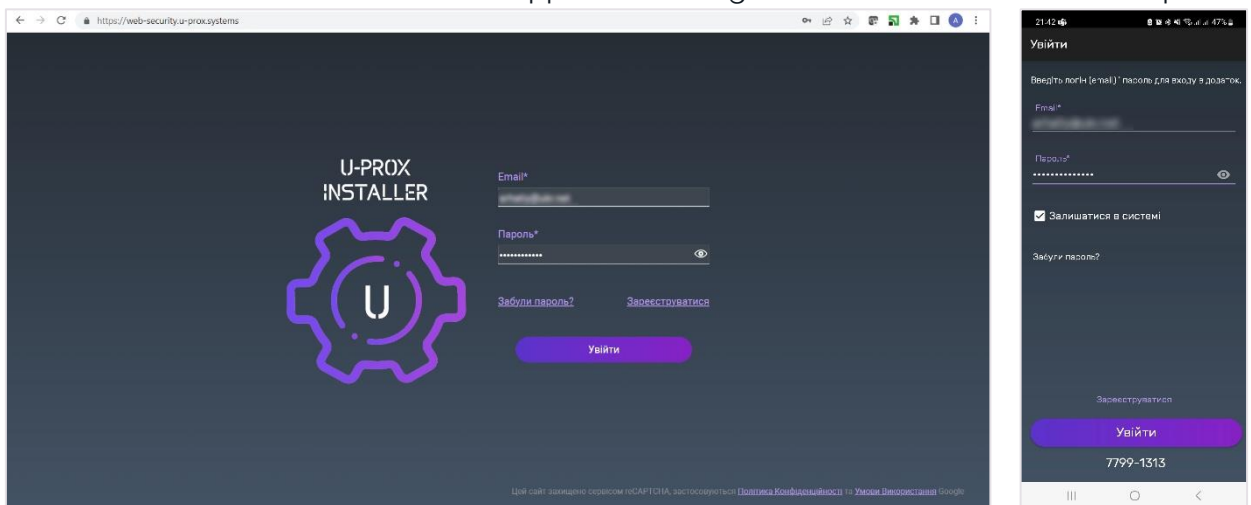 https://web-security.u-prox.systems
U-PROX
INSTALLER
U
Email*
Пароль*
Забули пароль?
Зареєструватися
Увійти
Цей сайт захищено сервісом reCAPTCHA, застосовуються Політика Конфіденційності та Умови Використання Google
21:42
47%
Увійти
Введіть логін (email) і пароль для входу в додаток.
Email*
Пароль*
Залишатися в системі
Забули пароль?
Зареєструватися
Увійти
7799-1313